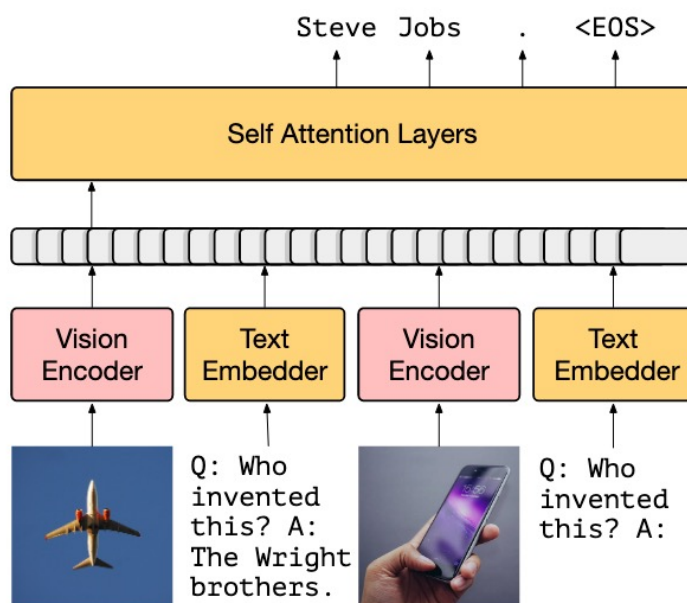 Steve Jobs . <EOS>
Self Attention Layers
Vision Encoder
Text Embedder
Vision Encoder
Text Embedder
Q: Who
invented
this? A:
The Wright
brothers.
Q: Who
invented
this? A: